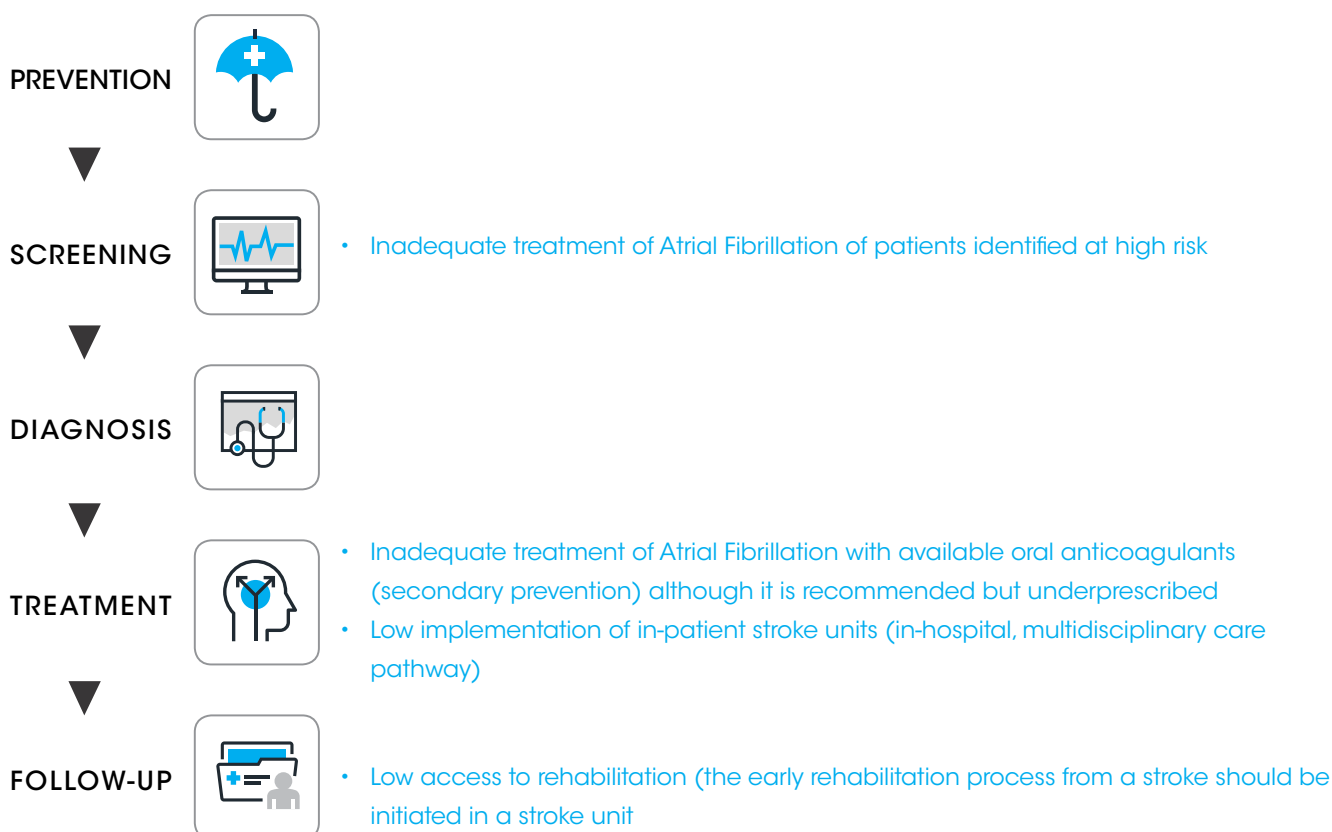 PREVENTION
SCREENING
• Inadequate treatment of Atrial Fibrillation of patients identified at high risk
DIAGNOSIS
TREATMENT
• Inadequate treatment of Atrial Fibrillation with available oral anticoagulants
(secondary prevention) although it is recommended but underprescribed
• Low implementation of in-patient stroke units (in-hospital, multidisciplinary care
pathway)
FOLLOW-UP
• Low access to rehabilitation (the early rehabilitation process from a stroke should be
initiated in a stroke unit